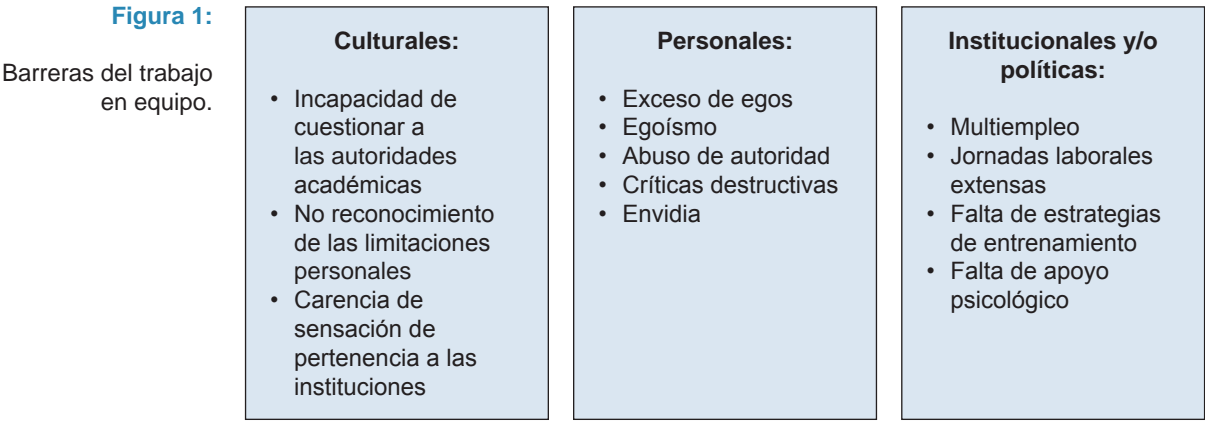 Figura 1:
Barreras del trabajo
en equipo.
Culturales:
• Incapacidad de
cuestionar a
las autoridades
académicas
• No reconocimiento
de las limitaciones
personales
• Carencia de
sensación de
pertenencia a las
instituciones
Personales:
• Exceso de egos
• Egoísmo
• Abuso de autoridad
• Críticas destructivas
• Envidia
Institucionales y/o
políticas:
• Multiempleo
• Jornadas laborales
extensas
• Falta de estrategias
de entrenamiento
• Falta de apoyo
psicológico